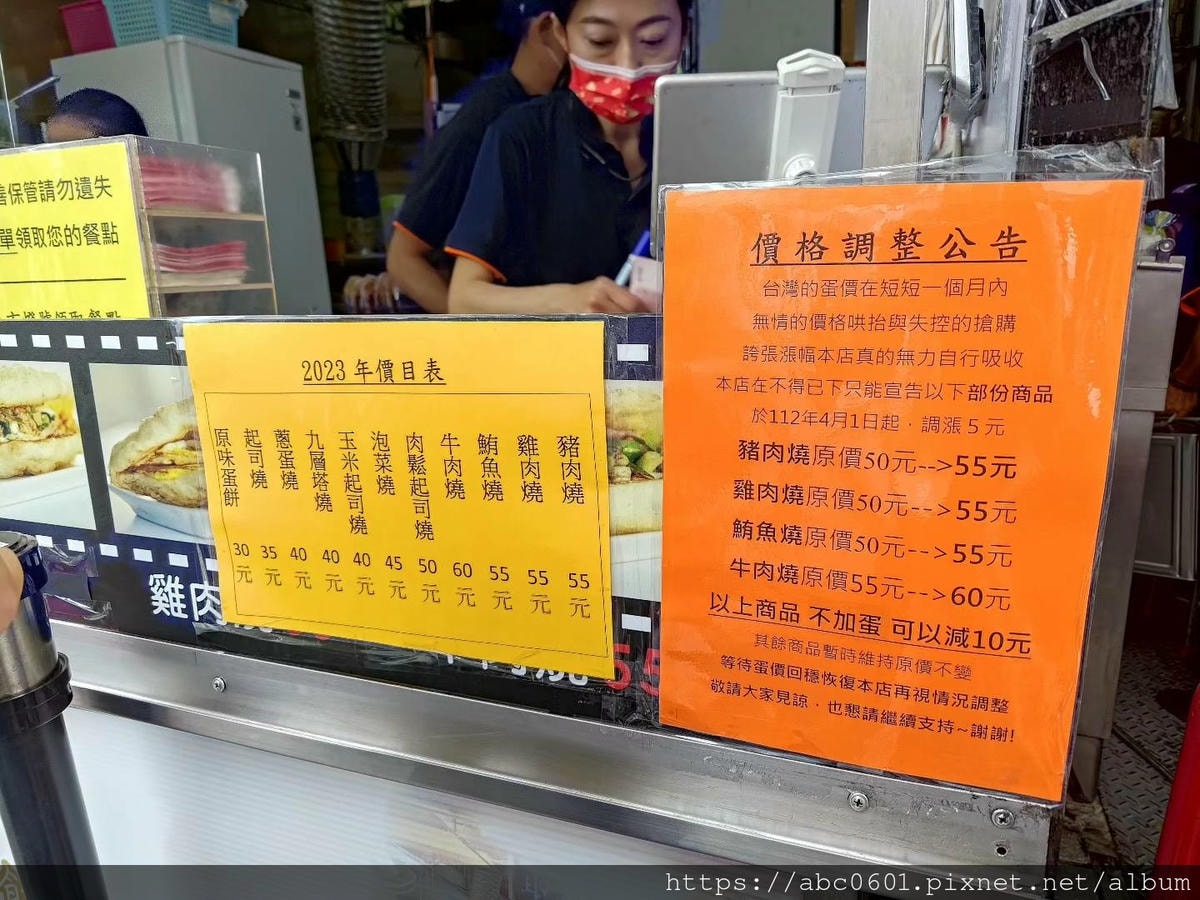 善保管請勿遺失
單領取您的餐點
2023 年價目表
豬肉燒 55元
雞肉燒 55元
鮪魚燒 55元
牛肉燒 60元
肉鬆起司燒 50元
泡菜燒 45元
玉米起司燒 40元
九層塔燒 40元
蔥蛋燒 40元
起司燒 35元
原味蛋餅 30元
雞肉
55
價格調整公告
台灣的蛋價在短短一個月內
無情的價格哄抬與失控的搶購
誇張漲幅本店真的無力自行吸收
本店在不得已下只能宣告以下部份商品
於112年4月1日起，調漲 5 元
豬肉燒原價50元-->55元
雞肉燒原價50元-->55元
鮪魚燒原價50元-->55元
牛肉燒原價55元-->60元
以上商品 不加蛋 可以減10元
其餘商品暫時維持原價不變
等待蛋價回穩恢復本店再視情況調整
敬請大家見諒，也懇請繼續支持~謝謝!
https://abc0601.pixnet.net/album